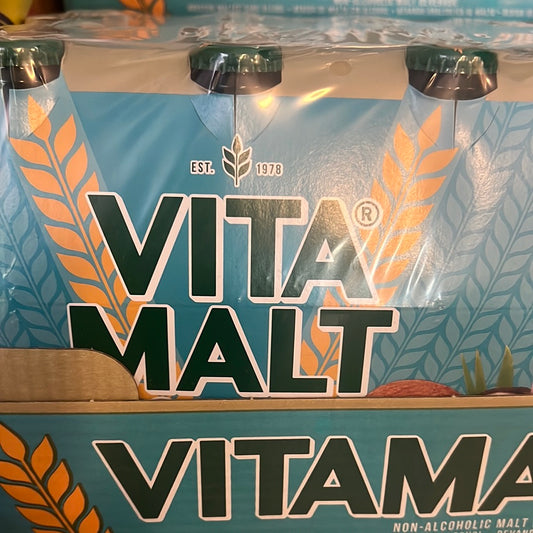 EST. 1978
VITA®
MALT
VITAMA
NON-ALCOHOLIC MALT